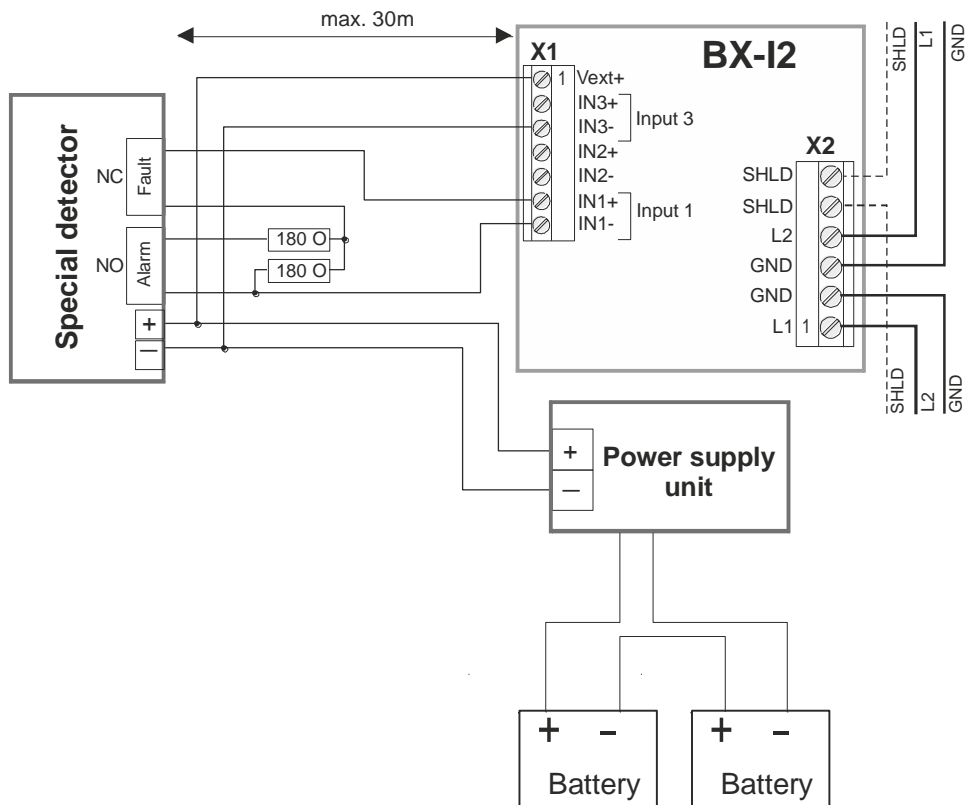 max. 30m
BX-I2
X1
1 Vext+
IN3+
IN3-
Input 3
IN2+
IN2-
IN1+
IN1-
Input 1
X2
SHLD
SHLD
L2
GND
GND
L1 1
SHLD
L1
GND
SHLD
L2
GND
Special detector
NC
Fault
NO
Alarm
+
–
180 O
180 O
+
–
Power supply
unit
+ -
Battery
+ -
Battery